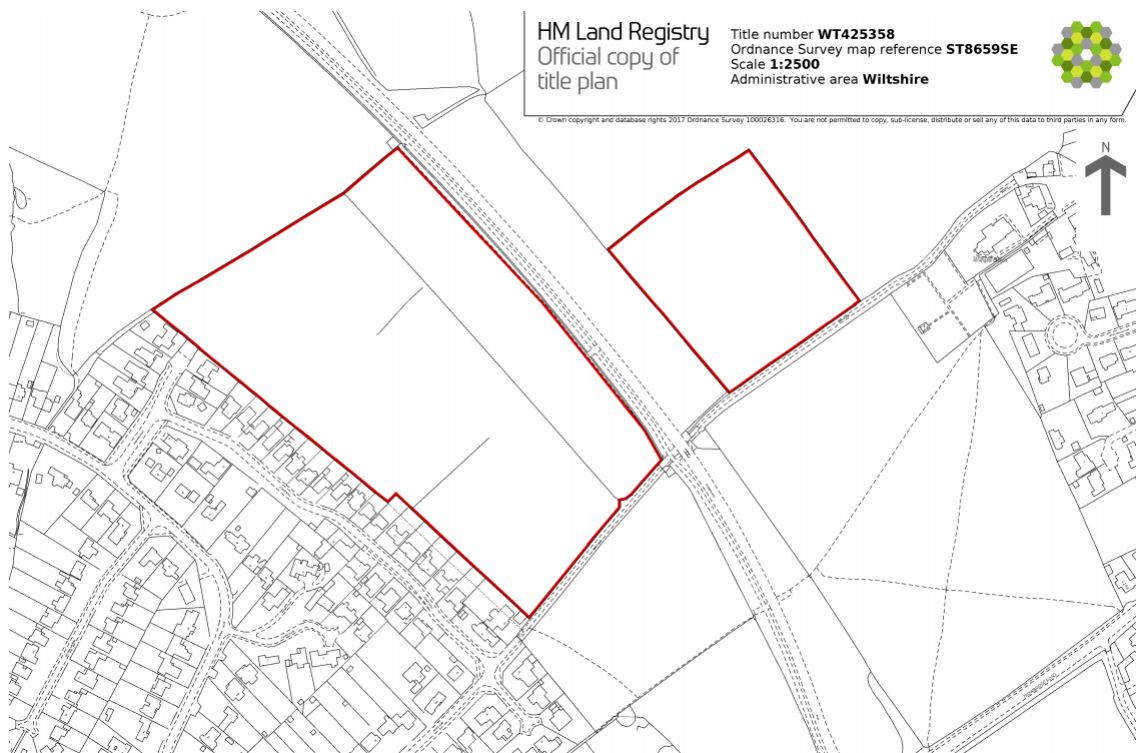 HM Land Registry
Official copy of
title plan
Title number WT425358
Ordnance Survey map reference ST8659SE
Scale 1:2500
Administrative area Wiltshire
© Crown copyright and database rights 2017 Ordnance Survey 100026316. You are not permitted to copy, sub-license, distribute or sell any of this data to third parties in any form.
N